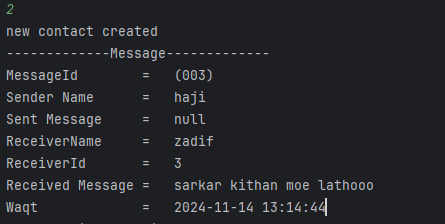 2
new contact created
-------------Message-------------
MessageId        =   (003)
Sender Name      =   haji
Sent Message     =   null
ReceiverName     =   zadif
ReceiverId       =   3
Received Message =   sarkar kithan moe lathooo
Waqt             =   2024-11-14 13:14:44